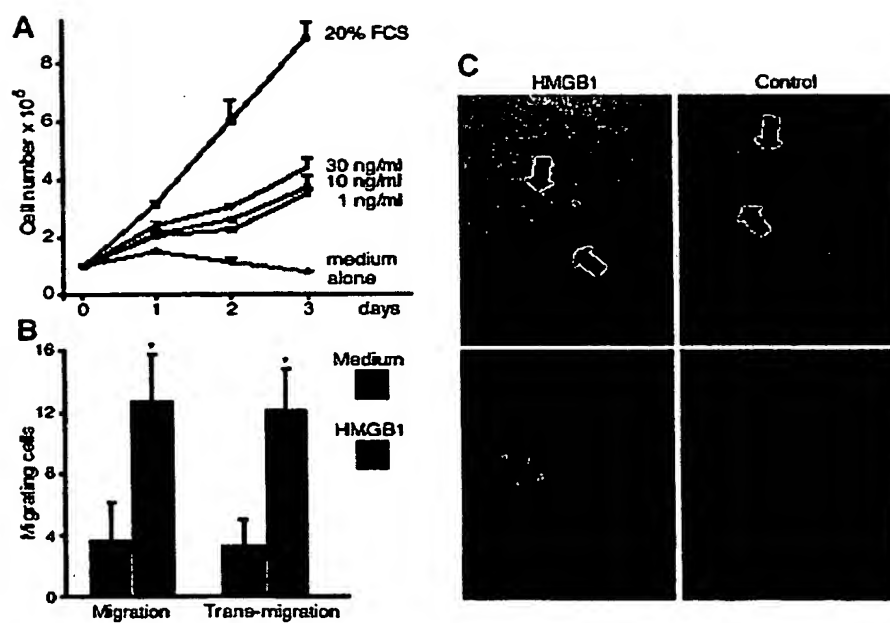 A
Cell number x 10⁶
8
6
4
2
0
20% FCS
30 ng/ml
10 ng/ml
1 ng/ml
medium
alone
0 1 2 3 days
B
Migrating cells
16
12
8
4
0
Medium
HMGB1
Migration Trans-migration
C
HMGB1 Control